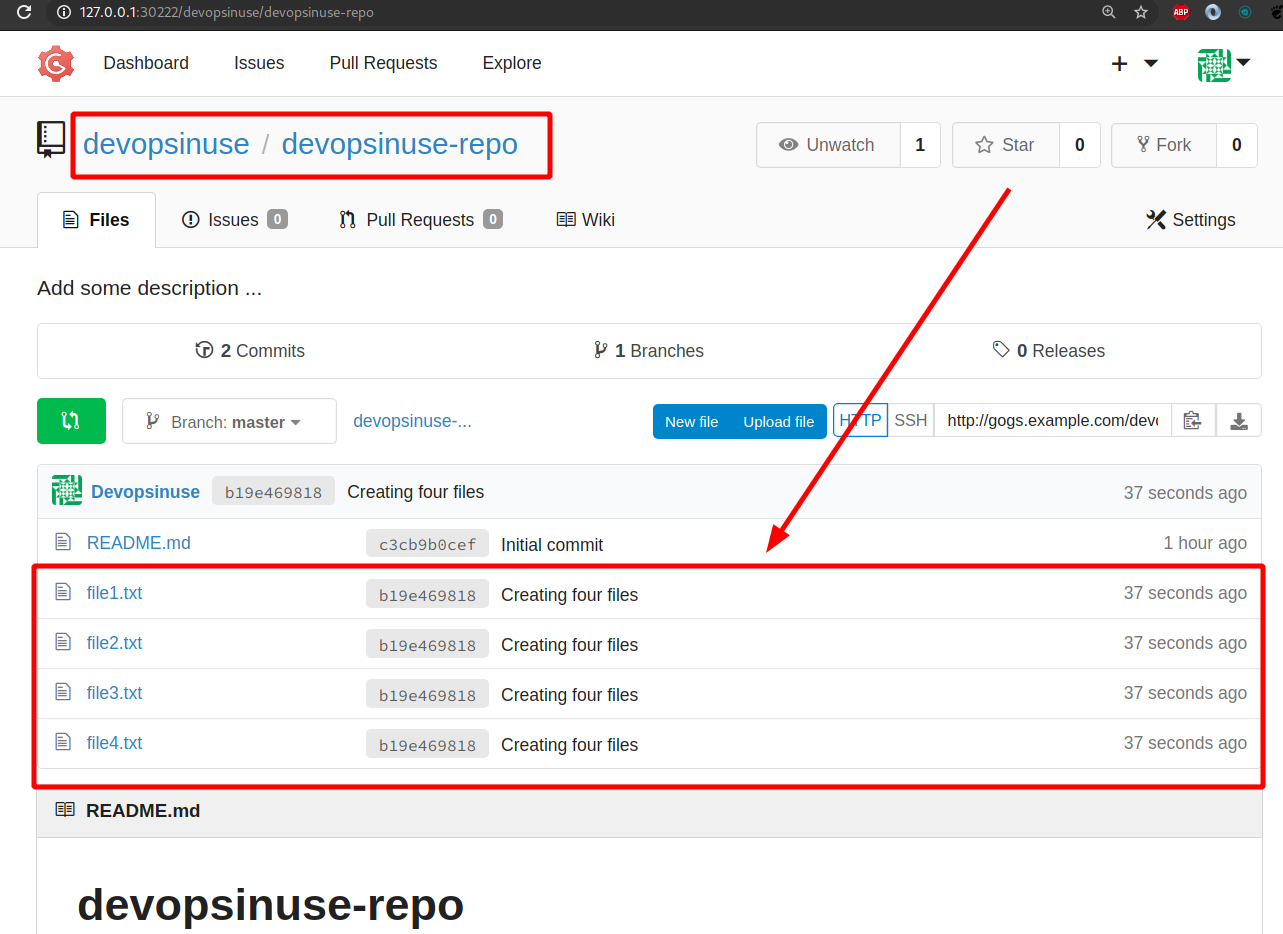 127.0.0.1:30222/devopsinuse/devopsinuse-repo
ABP
Dashboard Issues Pull Requests Explore
devopsinuse / devopsinuse-repo
Unwatch 1 Star 0 Fork 0
Files Issues 0 Pull Requests 0 Wiki Settings
Add some description ...
2 Commits 1 Branches 0 Releases
Branch: master devopsinuse-... New file Upload file HTTP SSH http://gogs.example.com/devo
Devopsinuse b19e469818 Creating four files 37 seconds ago
README.md c3cb9b0cef Initial commit 1 hour ago
file1.txt b19e469818 Creating four files 37 seconds ago
file2.txt b19e469818 Creating four files 37 seconds ago
file3.txt b19e469818 Creating four files 37 seconds ago
file4.txt b19e469818 Creating four files 37 seconds ago
README.md
devopsinuse-repo